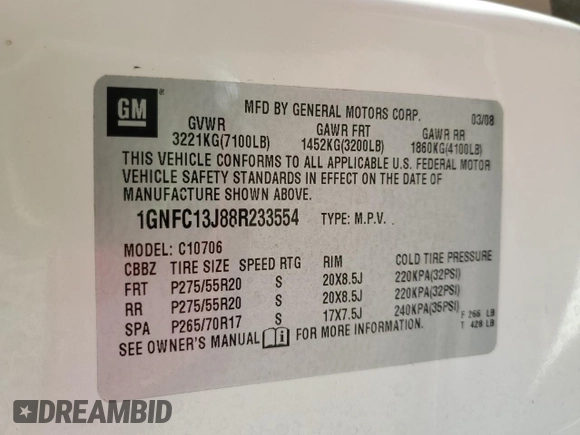 GM
MFD BY GENERAL MOTORS CORP. 03/08
GVWR GAWR FRT GAWR RR
3221KG(7100LB) 1452KG(3200LB) 1860KG(4100LB)
THIS VEHICLE CONFORMS TO ALL APPLICABLE U.S. FEDERAL MOTOR
VEHICLE SAFETY STANDARDS IN EFFECT ON THE DATE OF
MANUFACTURE SHOWN ABOVE.
1GNFC13J88R233554 TYPE: M.P.V.
MODEL: C10706
CBBZ TIRE SIZE SPEED RTG RIM COLD TIRE PRESSURE
FRT P275/55R20 S 20X8.5J 220KPA(32PSI)
RR P275/55R20 S 20X8.5J 220KPA(32PSI)
SPA P265/70R17 S 17X7.5J 240KPA(35PSI)
SEE OWNER'S MANUAL i FOR MORE INFORMATION.
F 266 LB
T 428 LB
DREAMBID